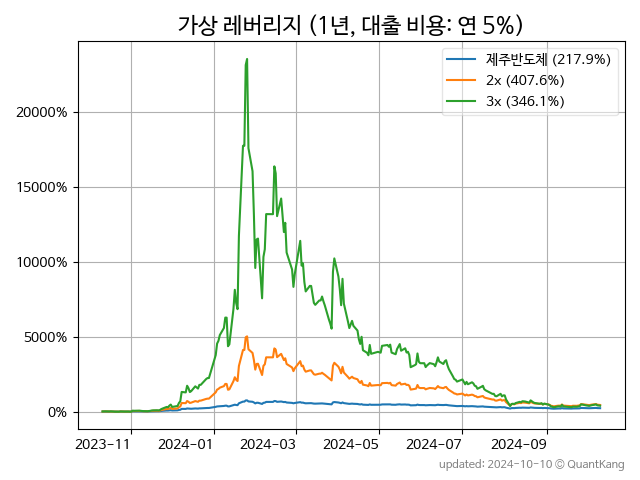 가상 레버리지 (1년, 대출 비용: 연 5%)
제주반도체 (217.9%)
2x (407.6%)
3x (346.1%)
20000%
15000%
10000%
5000%
0%
2023-11 2024-01 2024-03 2024-05 2024-07 2024-09
updated: 2024-10-10 © QuantKang